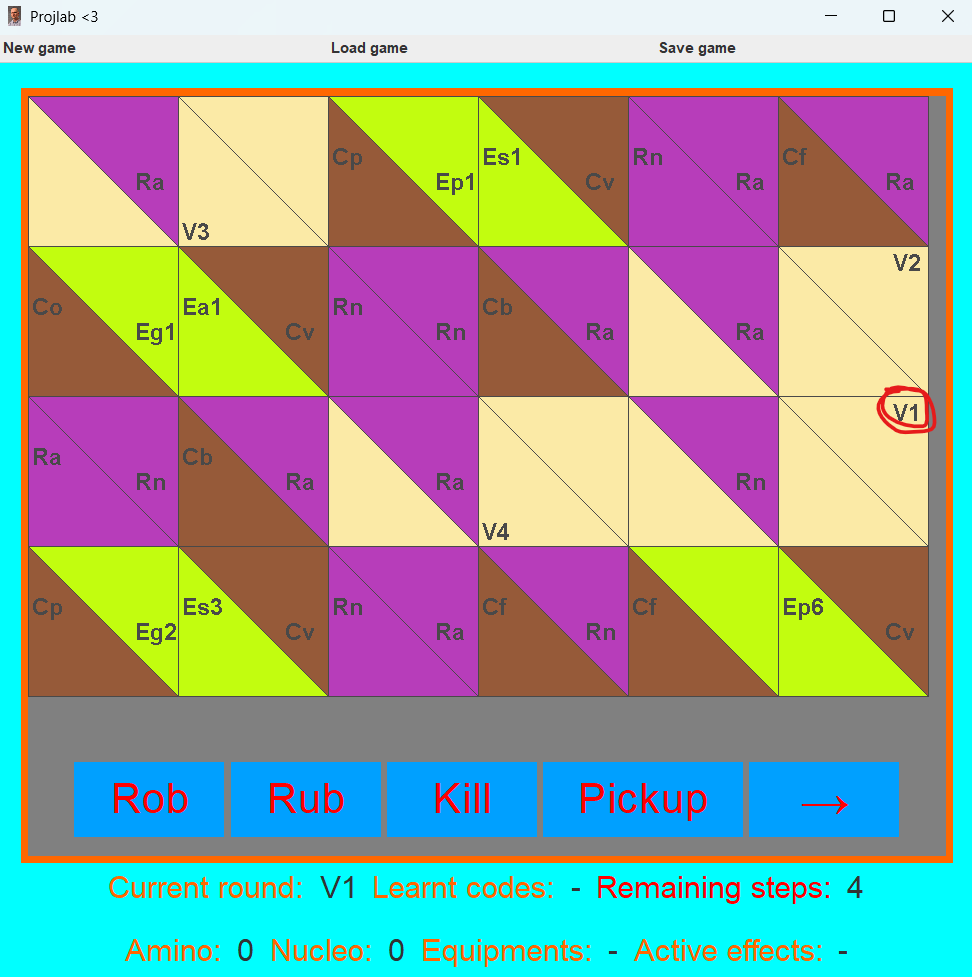 Projlab <3
New game Load game Save game
Ra V3 Cp Ep1 Es1 Cv Rn Ra Cf Ra
Co Eg1 Ea1 Cv Rn Rn Cb Ra Ra V2
Ra Rn Cb Ra Ra V4 Rn V1
Cp Eg2 Es3 Cv Rn Ra Cf Rn Cf Ep6 Cv
Rob Rub Kill Pickup →
Current round: V1 Learnt codes: - Remaining steps: 4
Amino: 0 Nucleo: 0 Equipments: - Active effects: -